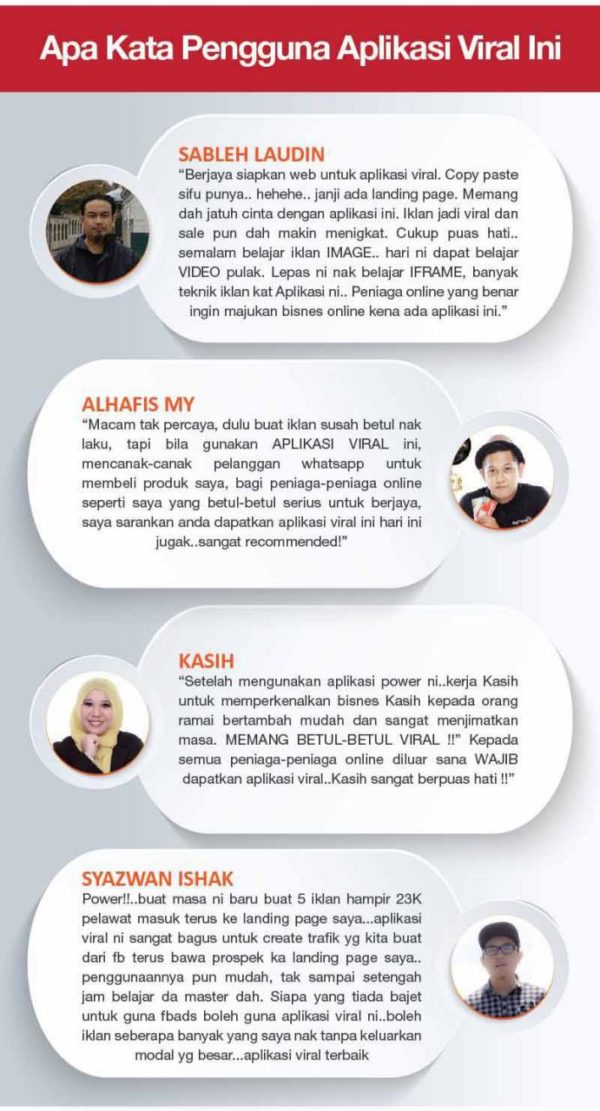 Apa Kata Pengguna Aplikasi Viral Ini
SABLEH LAUDIN
“Berjaya siapkan web untuk aplikasi viral. Copy paste
sifu punya.. hehehe.. janji ada landing page. Memang
dah jatuh cinta dengan aplikasi ini. Iklan jadi viral dan
sale pun dah makin menigkat. Cukup puas hati..
semalam belajar iklan IMAGE.. hari ni dapat belajar
VIDEO pulak. Lepas ni nak belajar IFRAME, banyak
teknik iklan kat Aplikasi ni.. Peniaga online yang benar
ingin majukan bisnes online kena ada aplikasi ini.”
ALHAFIS MY
“Macam tak percaya, dulu buat iklan susah betul nak
laku, tapi bila gunakan APLIKASI VIRAL ini,
mencanak-canak pelanggan whatsapp untuk
membeli produk saya, bagi peniaga-peniaga online
seperti saya yang betul-betul serius untuk berjaya,
saya sarankan anda dapatkan aplikasi viral ini hari ini
jugak..sangat recommended!”
KASIH
“Setelah mengunakan aplikasi power ni..kerja Kasih
untuk memperkenalkan bisnes Kasih kepada orang
ramai bertambah mudah dan sangat menjimatkan
masa. MEMANG BETUL-BETUL VIRAL !!” Kepada
semua peniaga-peniaga online diluar sana WAJIB
dapatkan aplikasi viral..Kasih sangat berpuas hati !!”
SYAZWAN ISHAK
Power!!..buat masa ni baru buat 5 iklan hampir 23K
pelawat masuk terus ke landing page saya...aplikasi
viral ni sangat bagus untuk create trafik yg kita buat
dari fb terus bawa prospek ka landing page saya..
penggunaannya pun mudah, tak sampai setengah
jam belajar da master dah. Siapa yang tiada bajet
untuk guna fbads boleh guna aplikasi viral ni..boleh
iklan seberapa banyak yang saya nak tanpa keluarkan
modal yg besar...aplikasi viral terbaik